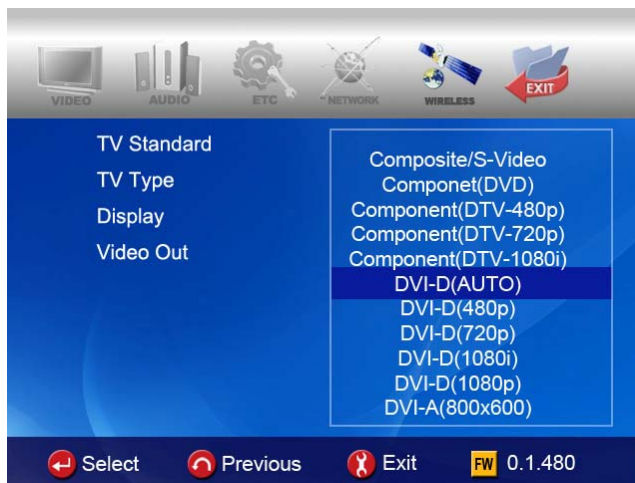 VIDEO AUDIO ETC NETWORK WIRELESS EXIT
TV Standard
TV Type
Display
Video Out
Composite/S-Video
Componet(DVD)
Component(DTV-480p)
Component(DTV-720p)
Component(DTV-1080i)
DVI-D(AUTO)
DVI-D(480p)
DVI-D(720p)
DVI-D(1080i)
DVI-D(1080p)
DVI-A(800x600)
Select Previous Exit FW 0.1.480